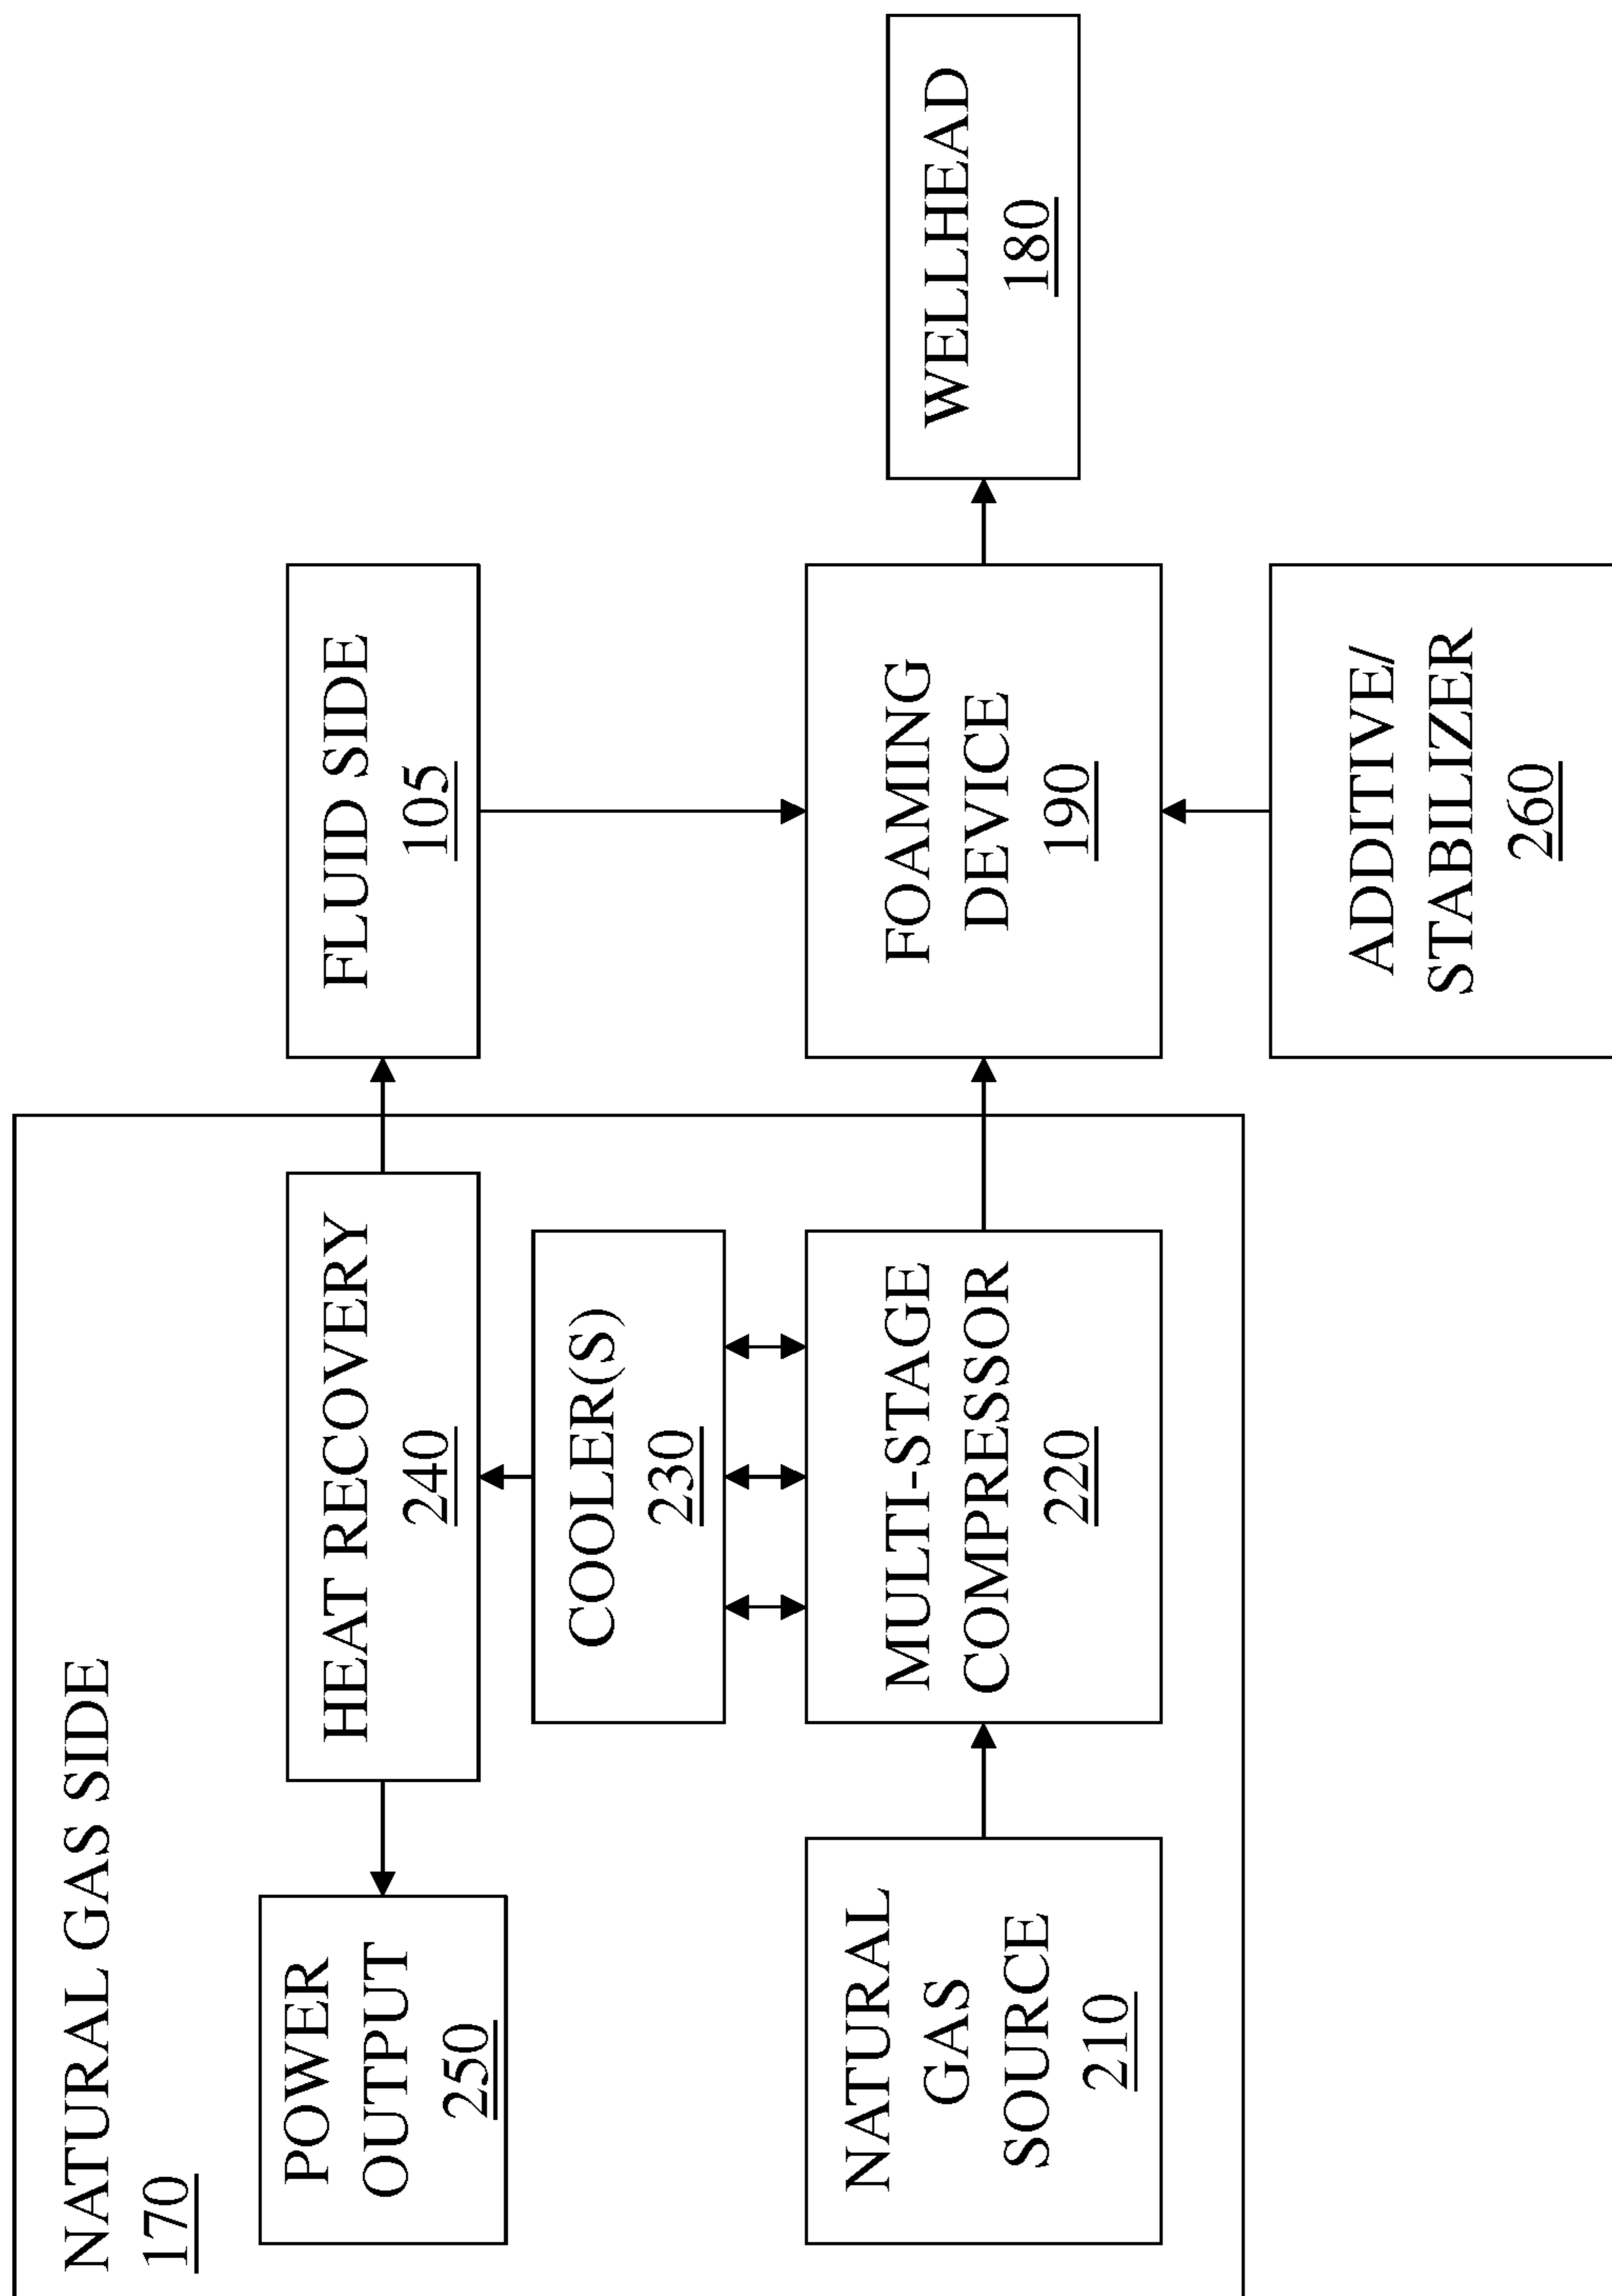 NATURAL GAS SIDE
170
POWER
OUTPUT
250
HEAT RECOVERY
240
FLUID SIDE
105
COOLER(S)
230
NATURAL
GAS
SOURCE
210
MULTI-STAGE
COMPRESSOR
220
FOAMING
DEVICE
190
WELLHEAD
180
ADDITIVE/
STABILIZER
260